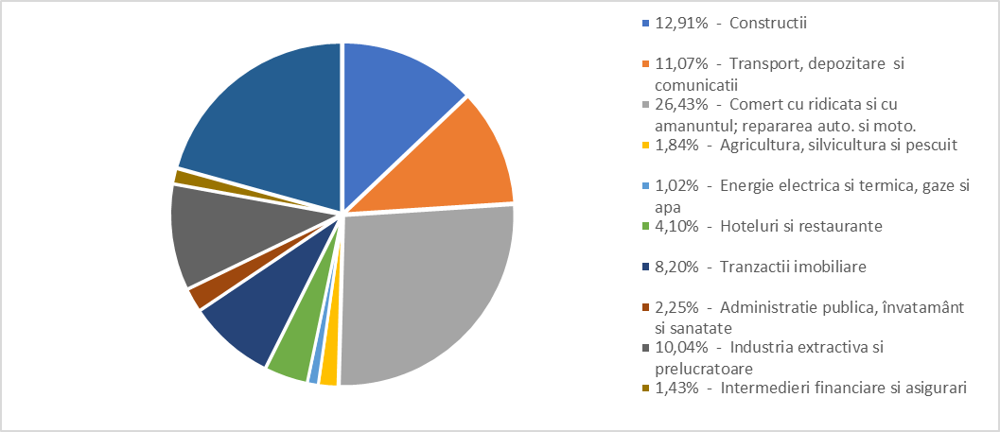 12,91%  -  Constructii
11,07%  -  Transport, depozitare  si
comunicatii
26,43%  -  Comert cu ridicata si cu
amanuntul; repararea auto. si moto.
1,84%  -  Agricultura, silvicultura si pescuit
1,02%  -  Energie electrica si termica, gaze si
apa
4,10%  -  Hoteluri si restaurante
8,20%  -  Tranzactii imobiliare
2,25%  -  Administratie publica, învatamânt
si sanatate
10,04%  -  Industria extractiva si
prelucratoare
1,43%  -  Intermedieri financiare si asigurari